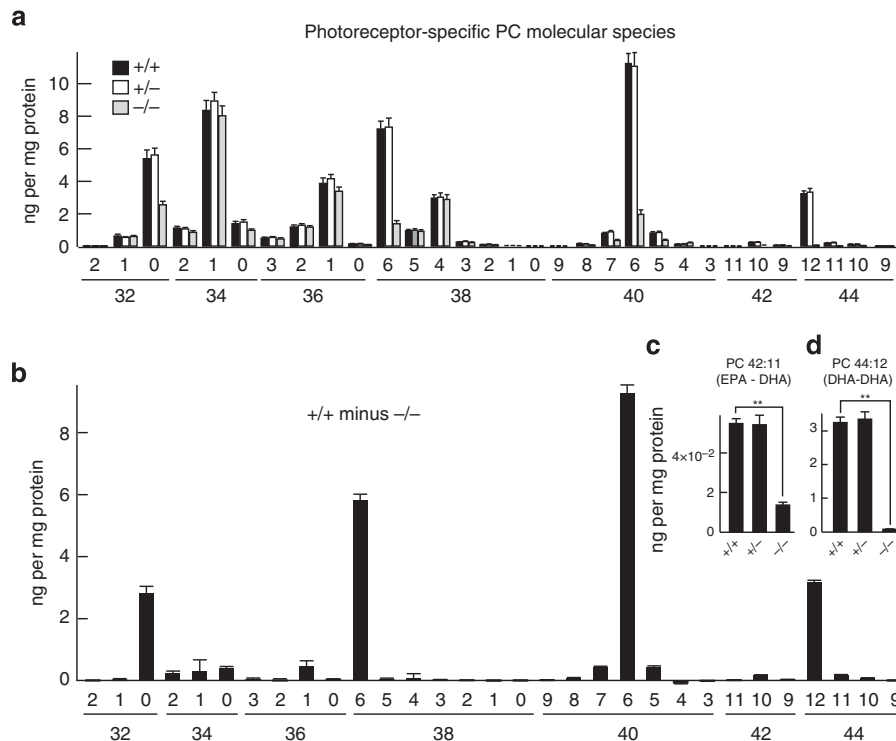 a
Photoreceptor-specific PC molecular species
+/+
+/−
−/−
ng per mg protein
10
8
6
4
2
0
2 1 0 2 1 0 3 2 1 0 6 5 4 3 2 1 0 9 8 7 6 5 4 3 11 10 9 12 11 10 9
32 34 36 38 40 42 44
b
+/+ minus −/−
ng per mg protein
8
6
4
2
0
2 1 0 2 1 0 3 2 1 0 6 5 4 3 2 1 0 9 8 7 6 5 4 3 11 10 9 12 11 10 9
32 34 36 38 40 42 44
c
PC 42:11
(EPA - DHA)
**
ng per mg protein
4×10⁻²
2
0
+/+ +/− −/−
d
PC 44:12
(DHA-DHA)
**
3
2
1
0
+/+ +/− −/−